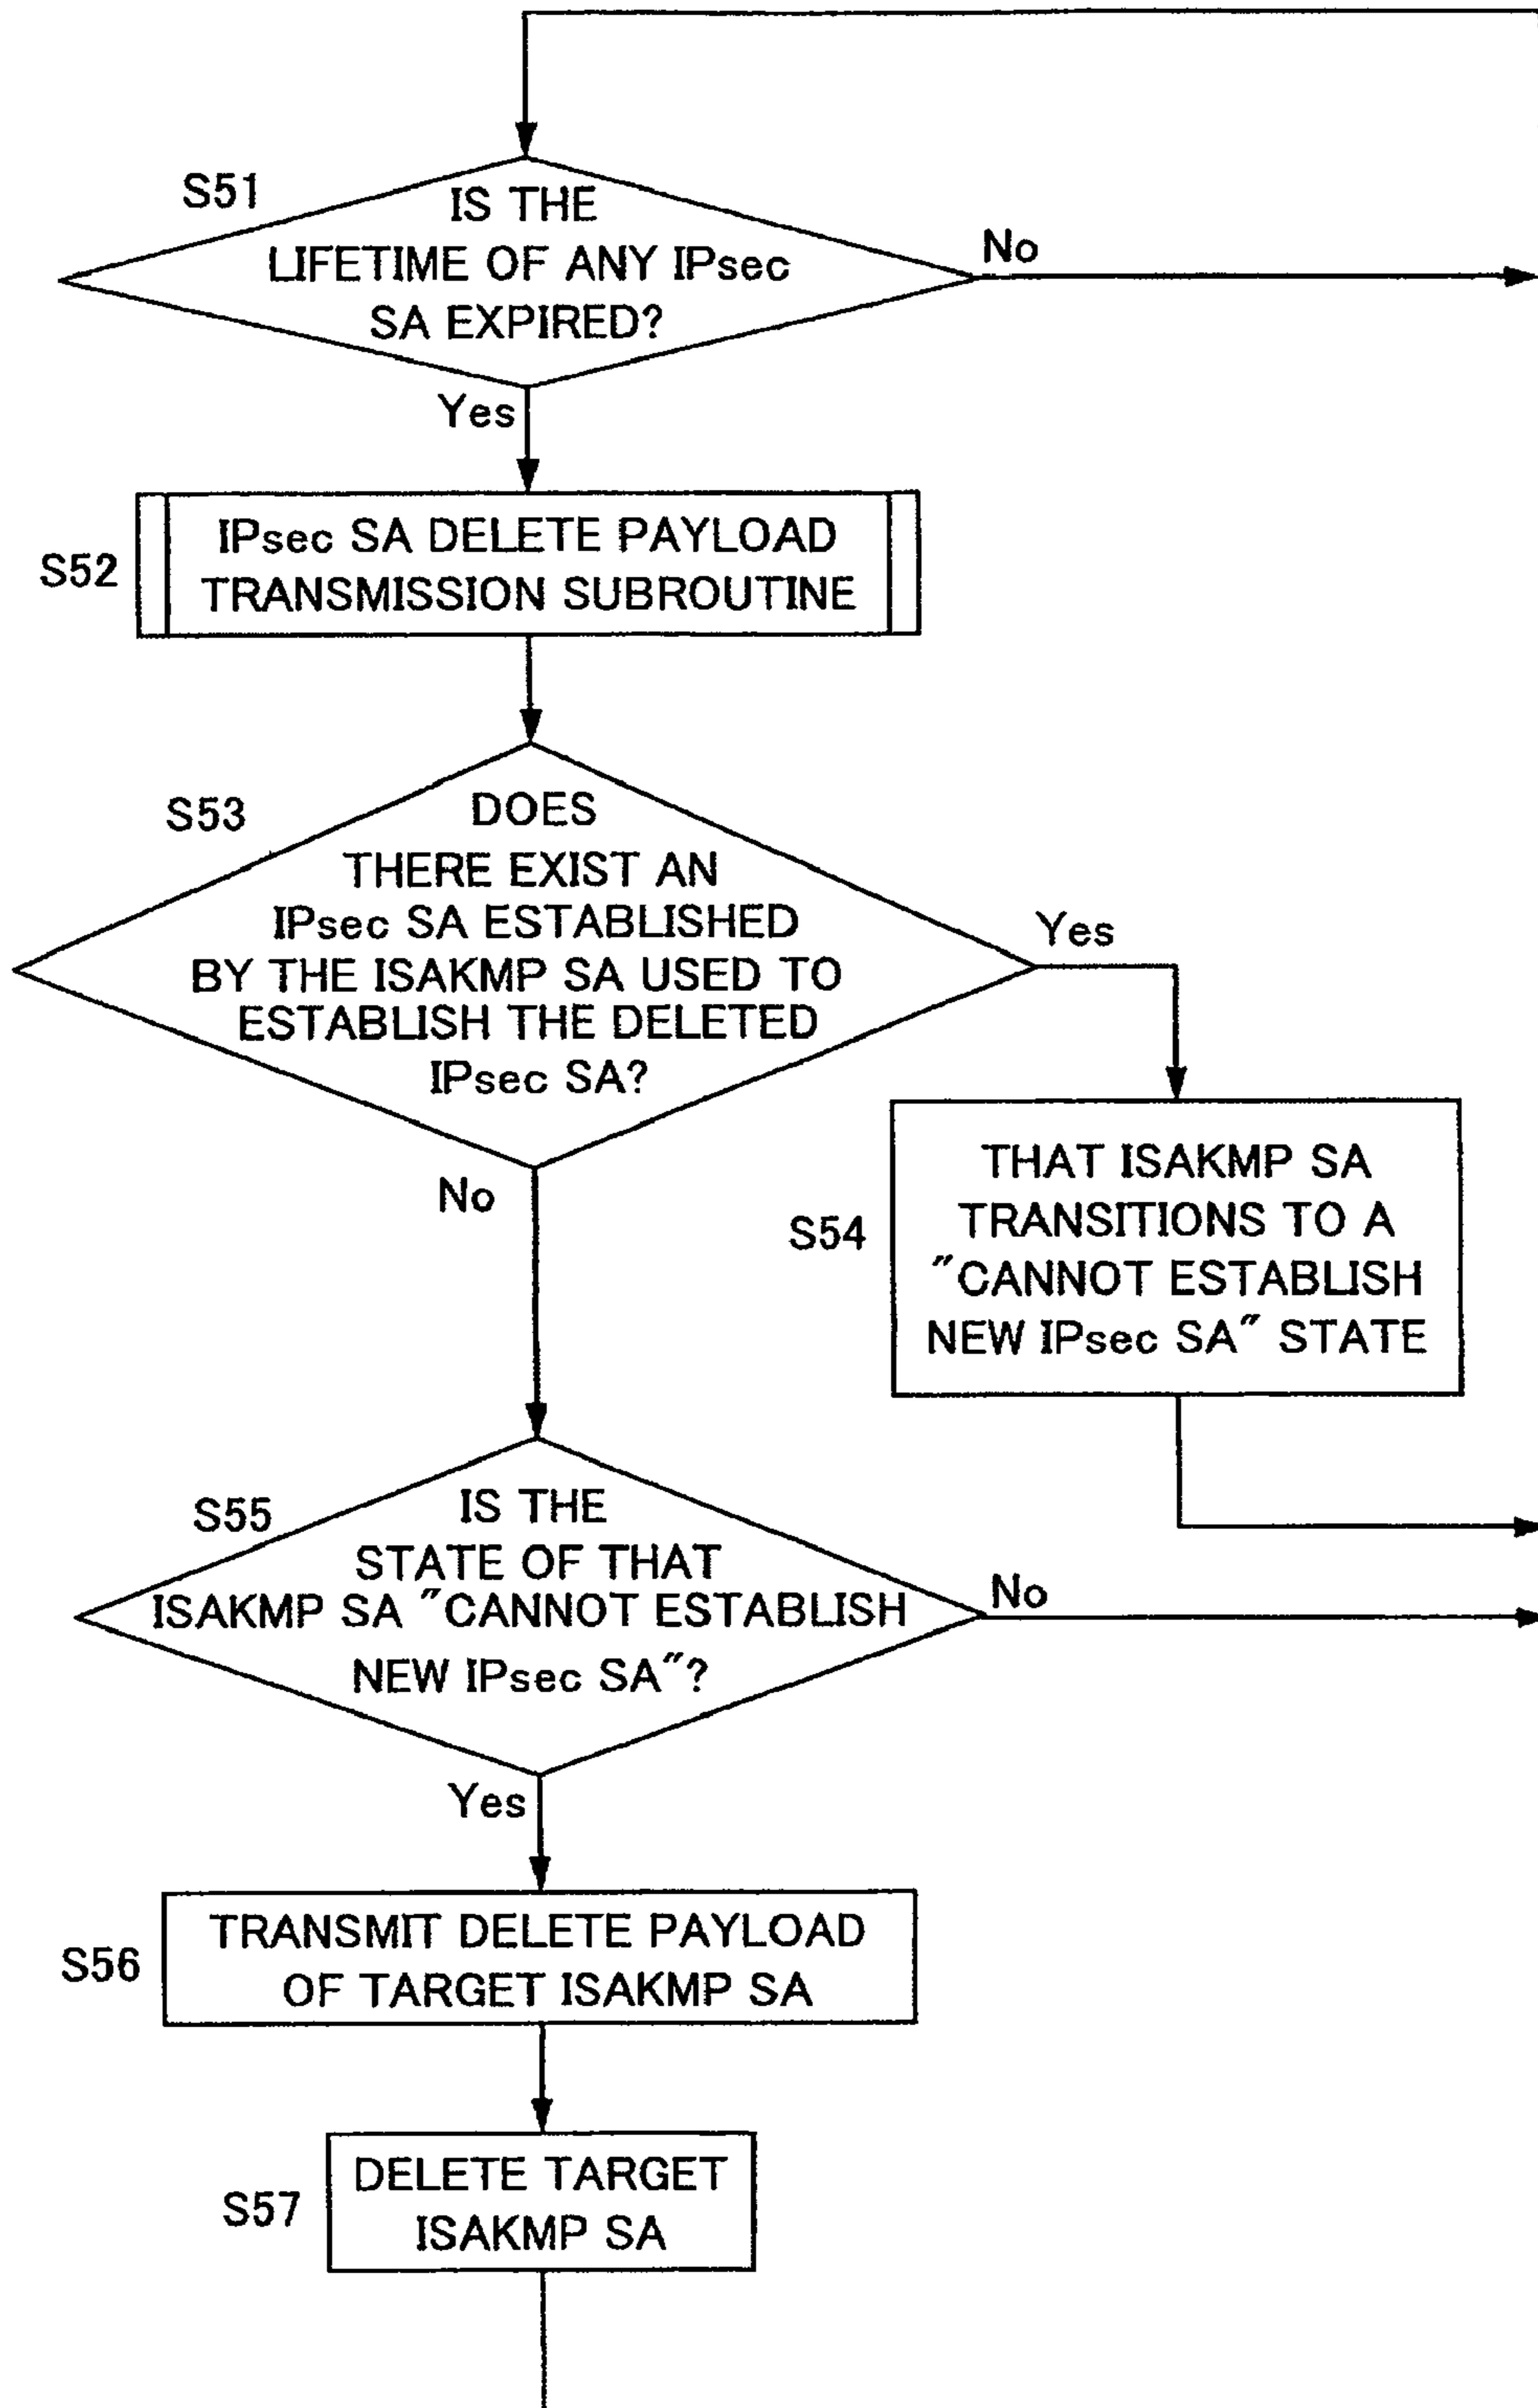 S51
IS THE
LIFETIME OF ANY IPsec
SA EXPIRED?
No
Yes
S52
IPsec SA DELETE PAYLOAD
TRANSMISSION SUBROUTINE
S53
DOES
THERE EXIST AN
IPsec SA ESTABLISHED
BY THE ISAKMP SA USED TO
ESTABLISH THE DELETED
IPsec SA?
Yes
No
S54
THAT ISAKMP SA
TRANSITIONS TO A
"CANNOT ESTABLISH
NEW IPsec SA" STATE
S55
IS THE
STATE OF THAT
ISAKMP SA "CANNOT ESTABLISH
NEW IPsec SA"?
No
Yes
S56
TRANSMIT DELETE PAYLOAD
OF TARGET ISAKMP SA
S57
DELETE TARGET
ISAKMP SA